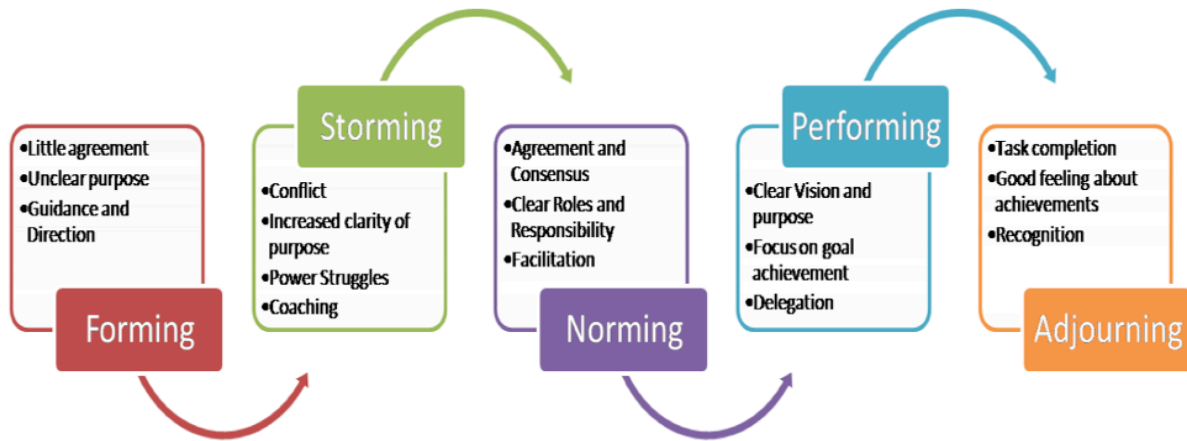 •Little agreement
•Unclear purpose
•Guidance and
Direction
Forming
Storming
•Conflict
•Increased clarity of
purpose
•Power Struggles
•Coaching
•Agreement and
Consensus
•Clear Roles and
Responsibility
•Facilitation
Norming
Performing
•Clear Vision and
purpose
•Focus on goal
achievement
•Delegation
•Task completion
•Good feeling about
achievements
•Recognition
Adjourning